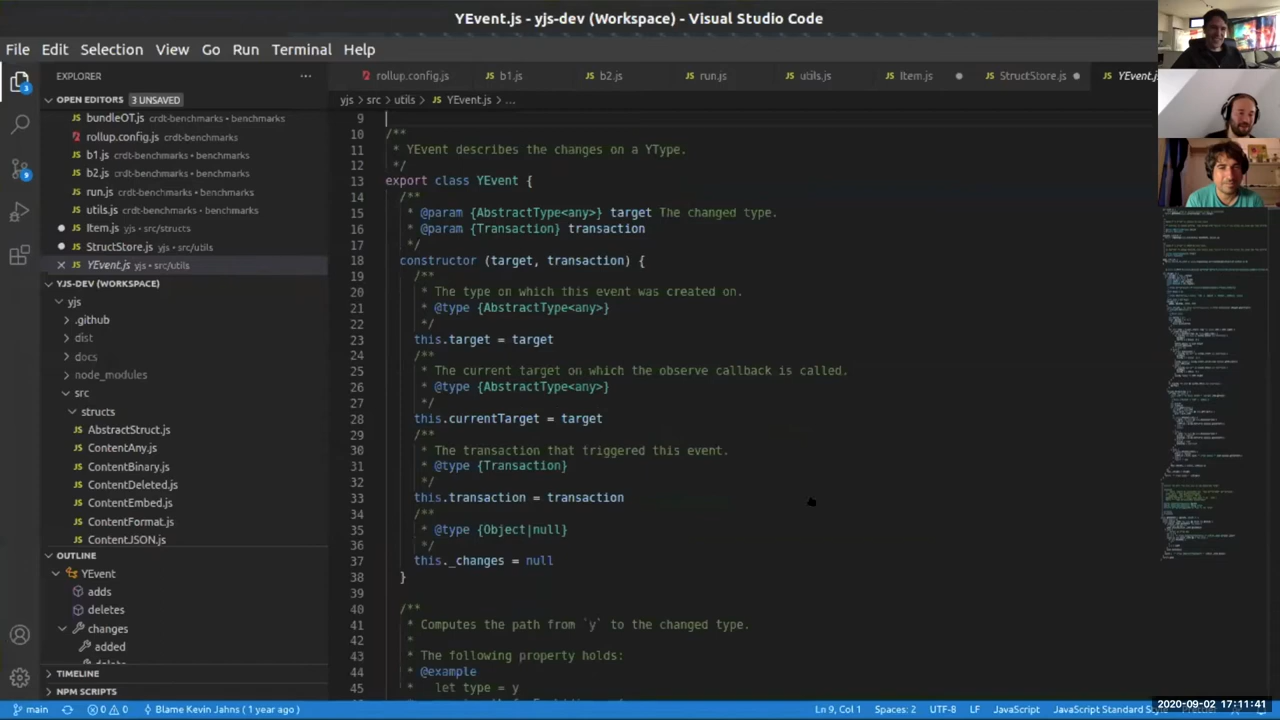 YEvent.js - yjs-dev (Workspace) - Visual Studio Code
File Edit Selection View Go Run Terminal Help
EXPLORER
OPEN EDITORS 3 UNSAVED
bundleOT.js crdt-benchmarks • benchmarks
rollup.config.js crdt-benchmarks
b1.js crdt-benchmarks • benchmarks
b2.js crdt-benchmarks • benchmarks
run.js crdt-benchmarks • benchmarks
utils.js crdt-benchmarks • benchmarks
Item.js yjs • src/structs
StructStore.js yjs • src/utils
YEvent.js yjs • src/utils
YJS-DEV (WORKSPACE)
yjs
.github
dist
docs
node_modules
src
structs
AbstractStruct.js
ContentAny.js
ContentBinary.js
ContentDeleted.js
ContentEmbed.js
ContentFormat.js
ContentJSON.js
OUTLINE
YEvent
adds
deletes
changes
added
TIMELINE
NPM SCRIPTS
rollup.config.js b1.js b2.js run.js utils.js Item.js StructStore.js YEvent.js
yjs › src › utils › YEvent.js › ...
9
10 /**
11 * YEvent describes the changes on a YType.
12 */
13 export class YEvent {
14 /**
15 * @param {AbstractType<any>} target The changed type.
16 * @param {Transaction} transaction
17 */
18 constructor (target, transaction) {
19 /**
20 * The type on which this event was created on.
21 * @type {AbstractType<any>}
22 */
23 this.target = target
24 /**
25 * The current target on which the observe callback is called.
26 * @type {AbstractType<any>}
27 */
28 this.currentTarget = target
29 /**
30 * The transaction that triggered this event.
31 * @type {Transaction}
32 */
33 this.transaction = transaction
34 /**
35 * @type {Object|null}
36 */
37 this._changes = null
38 }
39
40 /**
41 * Computes the path from `y` to the changed type.
42 *
43 * The following property holds:
44 * @example
45 * let type = y
main 0 0 Blame Kevin Jahns ( 1 year ago ) Ln 9, Col 1 Spaces: 2 UTF-8 LF JavaScript JavaScript Standard Style
2020-09-02 17:11:41
3
9